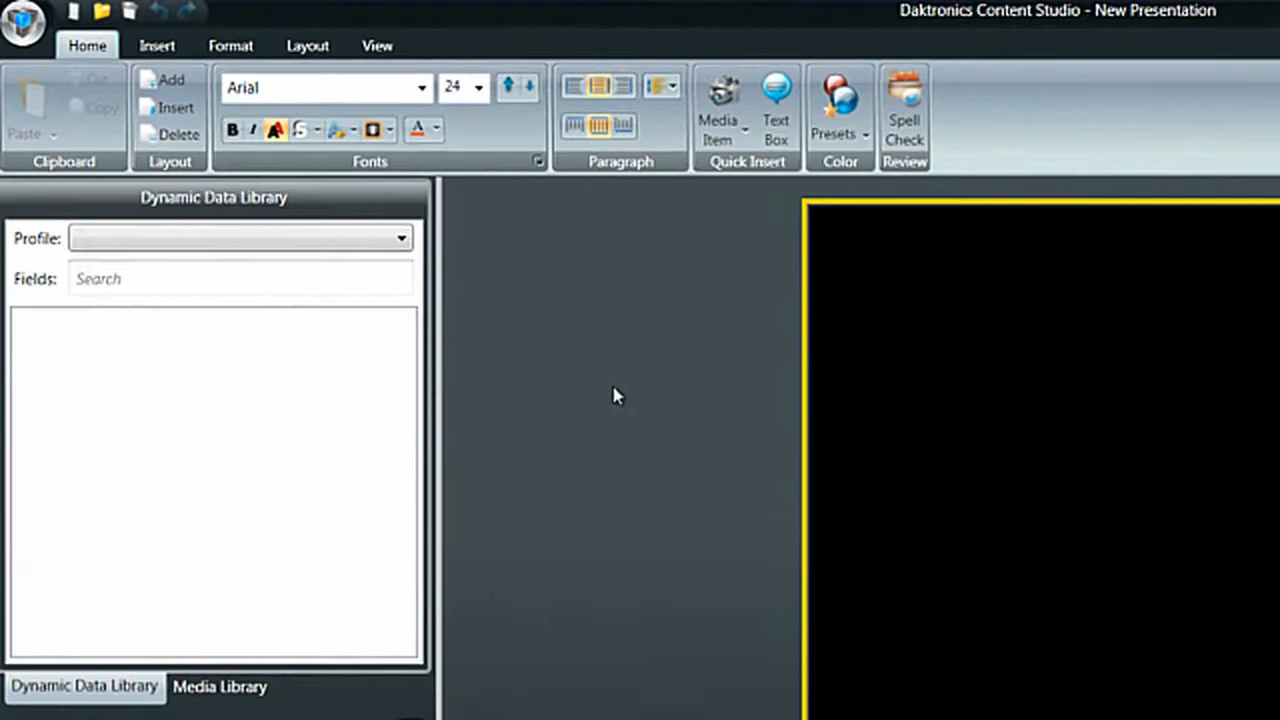 Daktronics Content Studio - New Presentation
Home Insert Format Layout View
Cut
Copy
Paste
Clipboard
Add
Insert
Delete
Layout
Arial 24
B I A S A
Fonts
Paragraph
Media Item
Text Box
Quick Insert
Presets
Color
Spell Check
Review
Dynamic Data Library
Profile:
Fields: Search
Dynamic Data Library Media Library